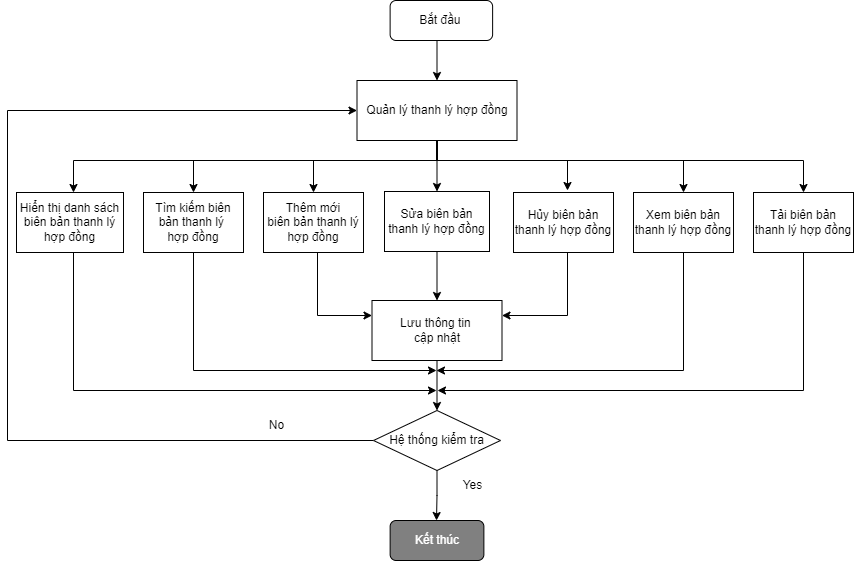 Bắt đầu
Quản lý thanh lý hợp đồng
Hiển thị danh sách
biên bản thanh lý
hợp đồng
Tìm kiếm biên
bản thanh lý
hợp đồng
Thêm mới
biên bản thanh lý
hợp đồng
Sửa biên bản
thanh lý hợp đồng
Hủy biên bản
thanh lý hợp đồng
Xem biên bản
thanh lý hợp đồng
Tải biên bản
thanh lý hợp đồng
Lưu thông tin
cập nhật
No
Hệ thống kiểm tra
Yes
Kết thúc